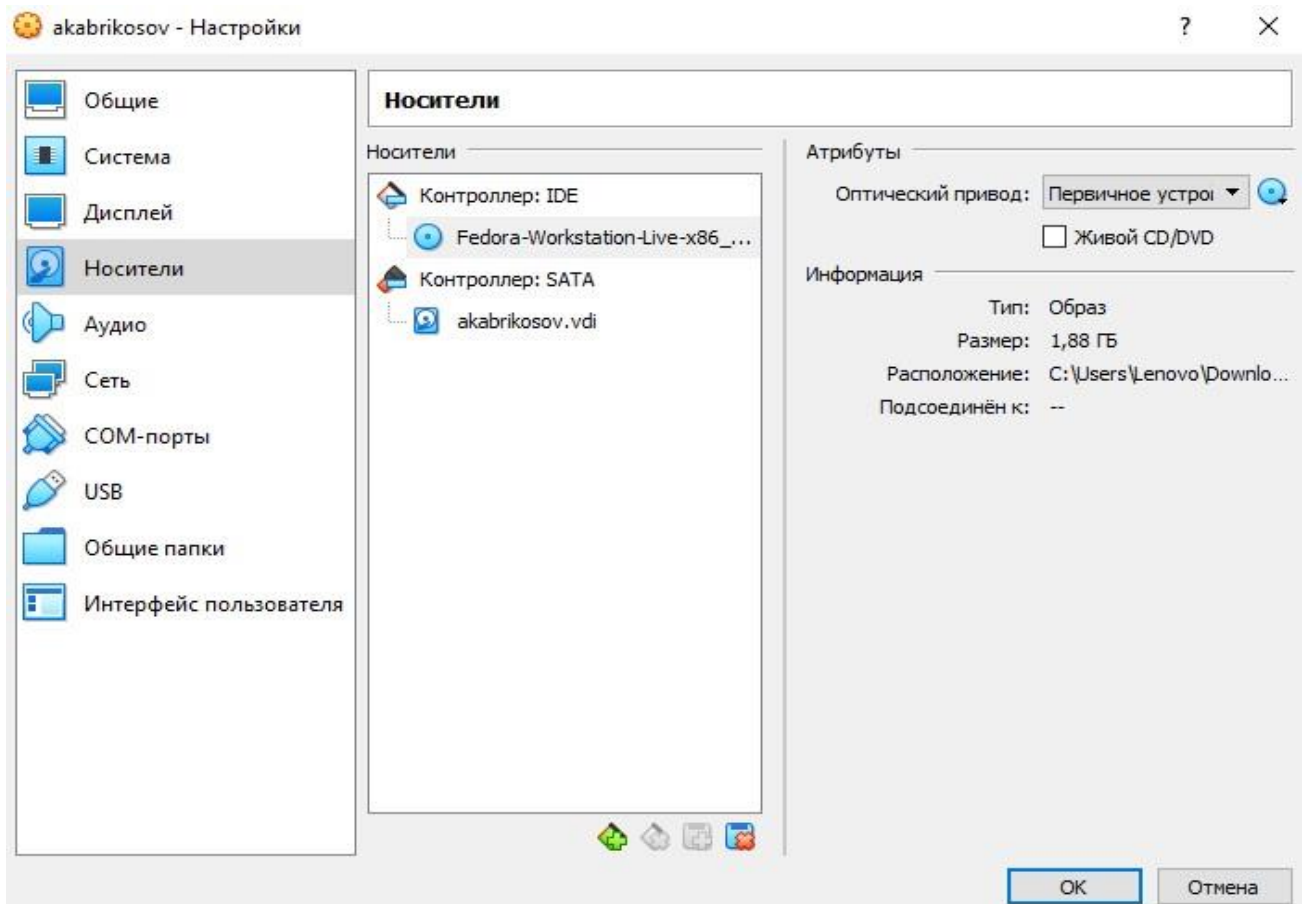 akabrikosov - Настройки
?
Общие
Система
Дисплей
Носители
Аудио
Сеть
COM-порты
USB
Общие папки
Интерфейс пользователя
Носители
Носители
Контроллер: IDE
Fedora-Workstation-Live-x86_...
Контроллер: SATA
akabrikosov.vdi
Атрибуты
Оптический привод: Первичное устрої
Живой CD/DVD
Информация
Тип: Образ
Размер: 1,88 ГБ
Расположение: C:\Users\Lenovo\Downlo...
Подсоединён к: --
OK
Отмена